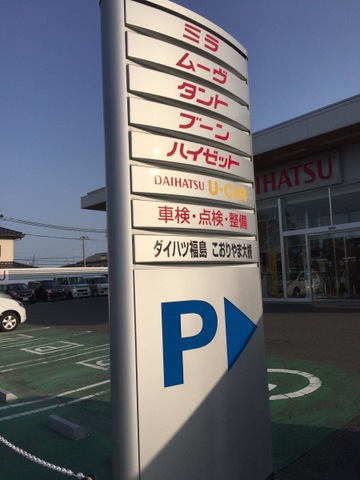 ミラ
ムーヴ
タント
ブーン
ハイゼット
DAIHATSU U-CAR
車検・点検・整備
ダイハツ福島 こおりやま大槻
P
DAIHATSU